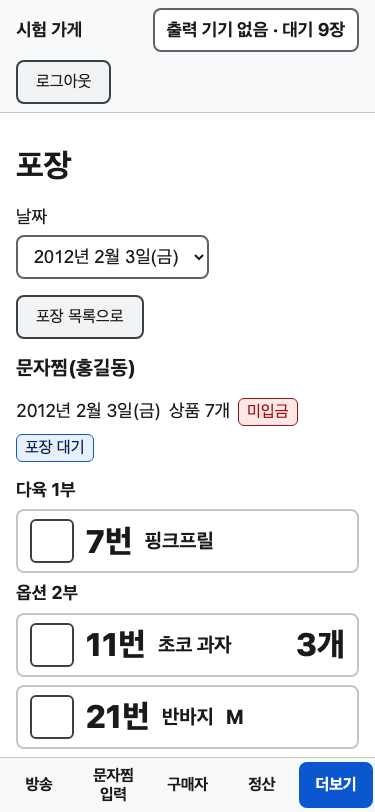 시험 가게
출력 기기 없음 · 대기 9장
로그아웃
포장
날짜
2012년 2월 3일(금)
포장 목록으로
문자찜(홍길동)
2012년 2월 3일(금) 상품 7개 미입금
포장 대기
다육 1부
7번 핑크프릴
옵션 2부
11번 초코 과자 3개
21번 반바지 M
방송
문자찜
입력
구매자
정산
더보기